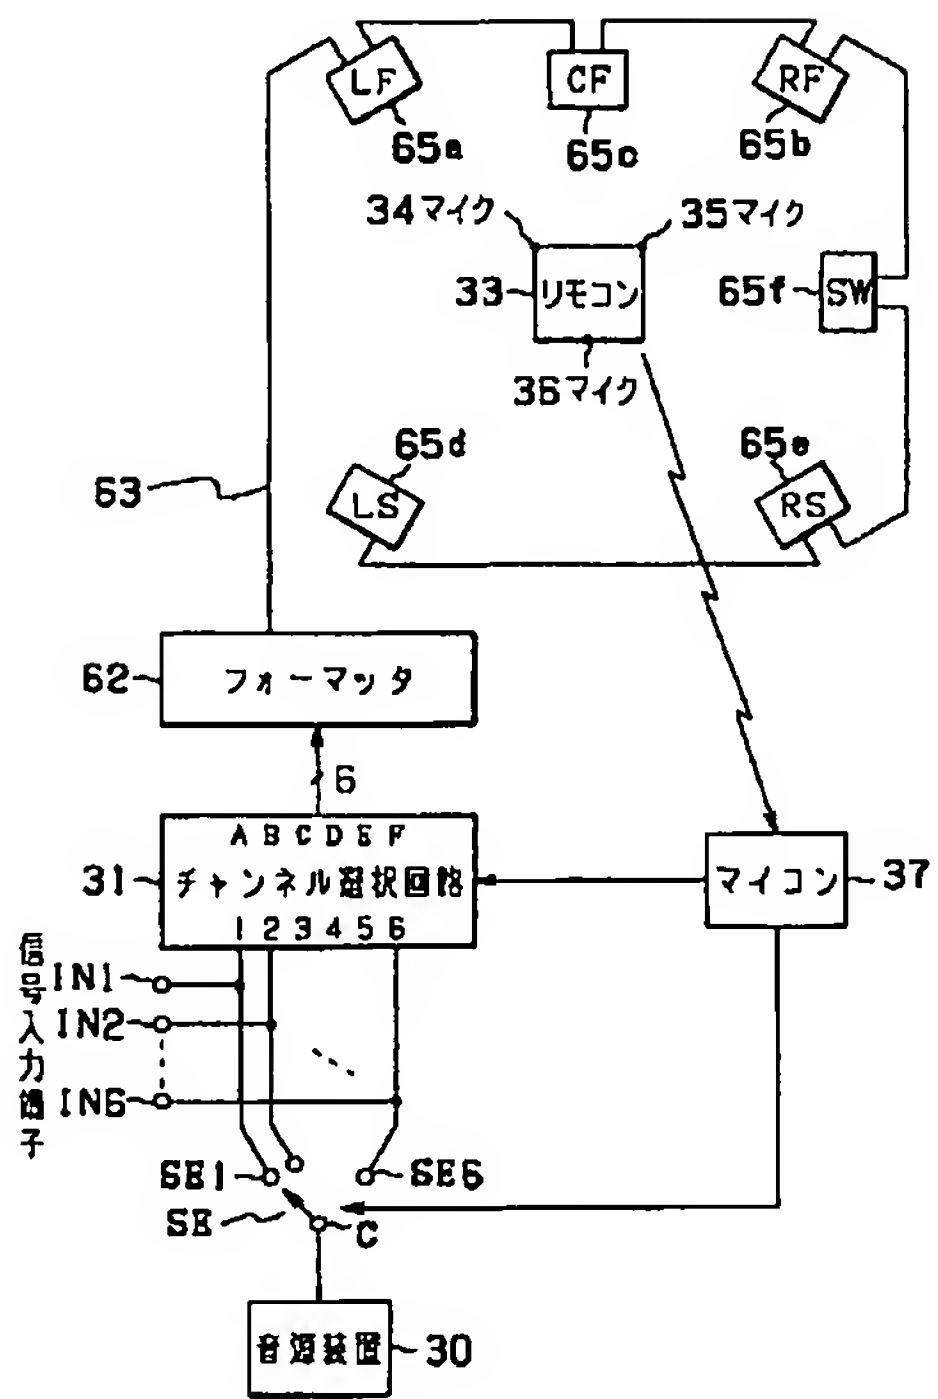 LF
CF
RF
65a
65c
65b
34マイク
35マイク
33
リモコン
65f
SW
36マイク
65d
65e
63
LS
RS
62
フォーマッタ
6
A B C D E F
31
チャンネル選択回路
マイコン
37
1 2 3 4 5 6
信号入力端子
IN1
IN2
IN6
SE1
SE6
SE
C
音源装置
30